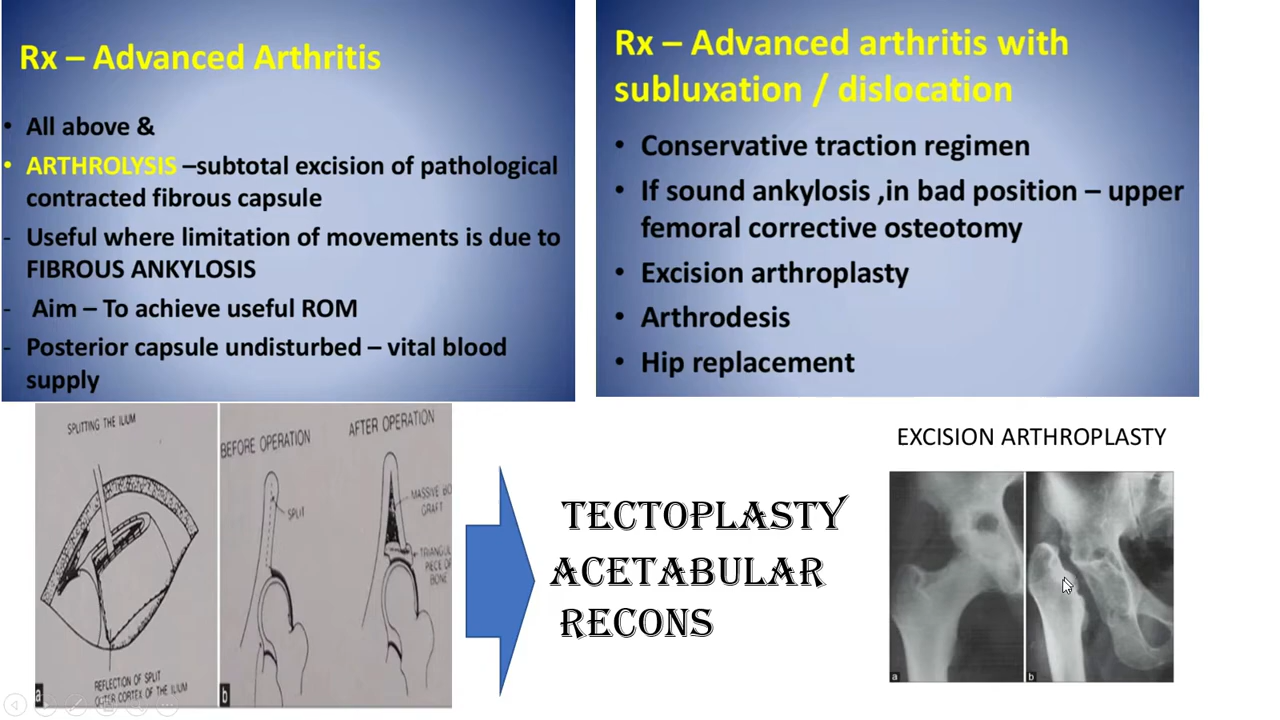 Rx – Advanced Arthritis
• All above &
• ARTHROLYSIS –subtotal excision of pathological
contracted fibrous capsule
- Useful where limitation of movements is due to
FIBROUS ANKYLOSIS
- Aim – To achieve useful ROM
- Posterior capsule undisturbed – vital blood
supply
Rx – Advanced arthritis with
subluxation / dislocation
• Conservative traction regimen
• If sound ankylosis ,in bad position – upper
femoral corrective osteotomy
• Excision arthroplasty
• Arthrodesis
• Hip replacement
SPLITTING THE ILIUM
REFLECTION OF SPLIT
OUTER CORTEX OF THE ILIUM
a
BEFORE OPERATION
AFTER OPERATION
SPLIT
MASSIVE BO
GRAFT
TRIANGUL
PIECE OF
BONE
b
TECTOPLASTY
ACETABULAR
RECONS
EXCISION ARTHROPLASTY
a
b